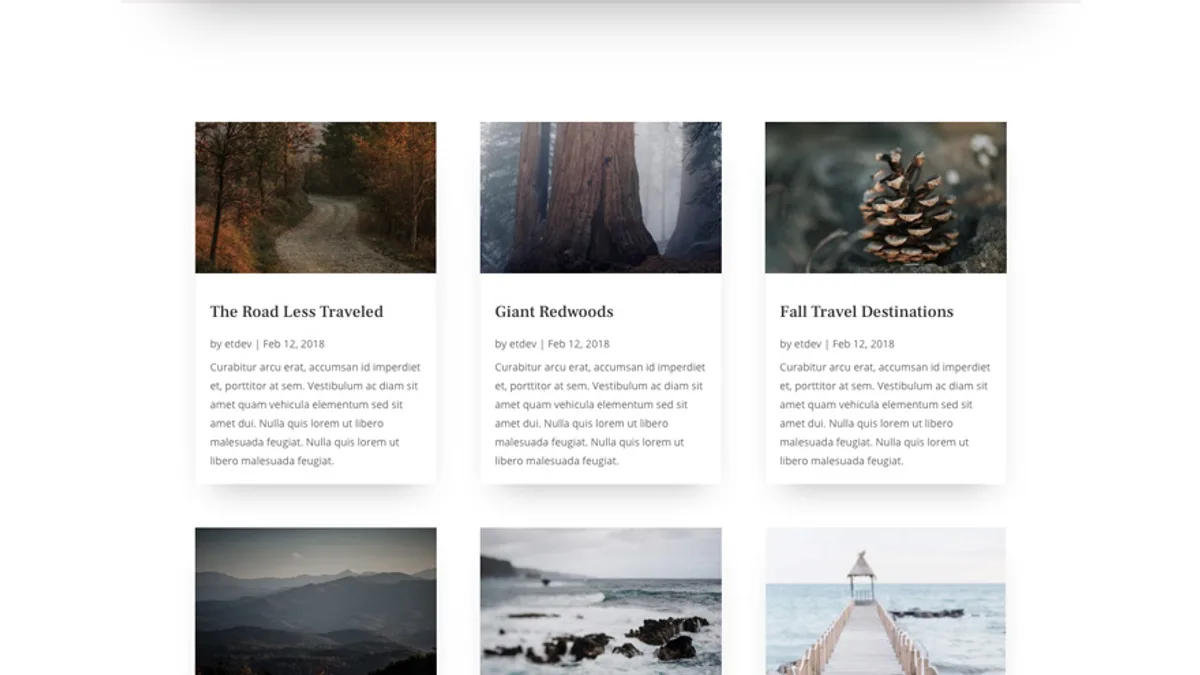 The Road Less Traveled
by etdev | Feb 12, 2018
Curabitur arcu erat, accumsan id imperdiet
et, porttitor at sem. Vestibulum ac diam sit
amet quam vehicula elementum sed sit
amet dui. Nulla quis lorem ut libero
malesuada feugiat. Nulla quis lorem ut
libero malesuada feugiat.
Giant Redwoods
by etdev | Feb 12, 2018
Curabitur arcu erat, accumsan id imperdiet
et, porttitor at sem. Vestibulum ac diam sit
amet quam vehicula elementum sed sit
amet dui. Nulla quis lorem ut libero
malesuada feugiat. Nulla quis lorem ut
libero malesuada feugiat.
Fall Travel Destinations
by etdev | Feb 12, 2018
Curabitur arcu erat, accumsan id imperdiet
et, porttitor at sem. Vestibulum ac diam sit
amet quam vehicula elementum sed sit
amet dui. Nulla quis lorem ut libero
malesuada feugiat. Nulla quis lorem ut
libero malesuada feugiat.